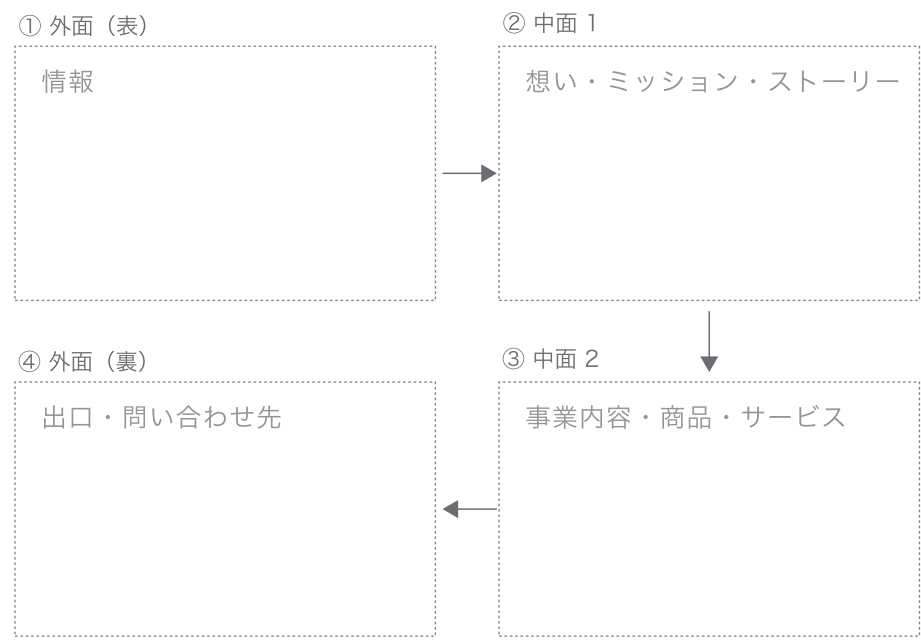 ① 外面（表）
情報
② 中面 1
想い・ミッション・ストーリー
③ 中面 2
事業内容・商品・サービス
④ 外面（裏）
出口・問い合わせ先